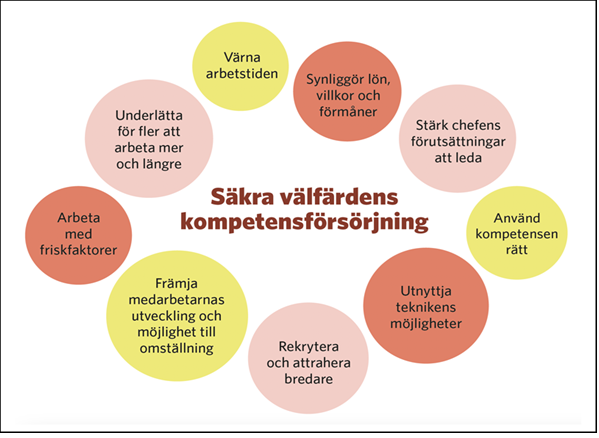 Säkra välfärdens
kompetensförsörjning
Värna
arbetstiden
Synliggör lön,
villkor och
förmåner
Stärk chefens
förutsättningar
att leda
Använd
kompetensen
rätt
Utnyttja
teknikens
möjligheter
Rekrytera
och attrahera
bredare
Främja
medarbetarnas
utveckling och
möjlighet till
omställning
Arbeta
med
friskfaktorer
Underlätta
för fler att
arbeta mer
och längre